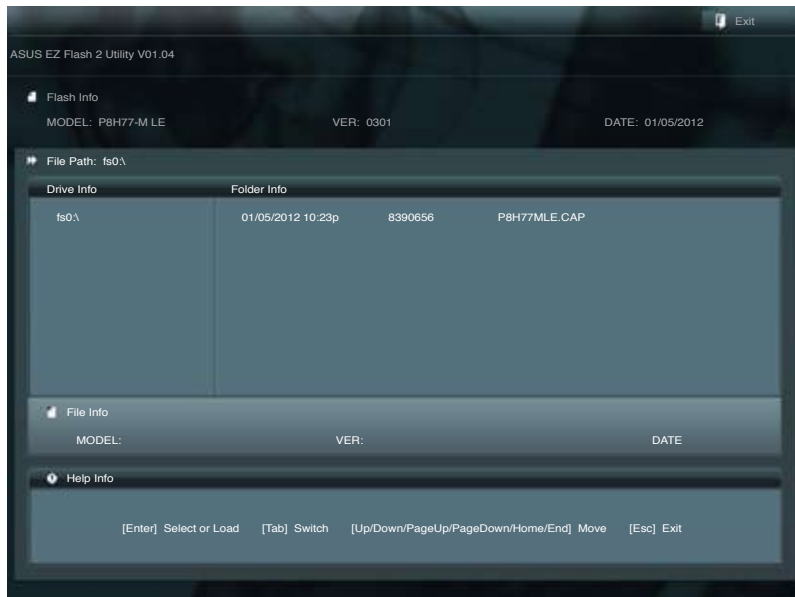 Exit
ASUS EZ Flash 2 Utility V01.04
Flash Info
MODEL: P8H77-M LE VER: 0301 DATE: 01/05/2012
File Path: fs0:\
Drive Info Folder Info
fs0:\ 01/05/2012 10:23p 8390656 P8H77MLE.CAP
File Info
MODEL: VER: DATE
Help Info
[Enter] Select or Load [Tab] Switch [Up/Down/PageUp/PageDown/Home/End] Move [Esc] Exit